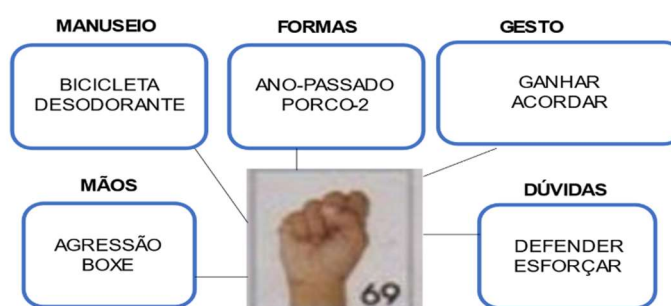 MANUSEIO
BICICLETA
DESODORANTE
FORMAS
ANO-PASSADO
PORCO-2
GESTO
GANHAR
ACORDAR
MÃOS
AGRESSÃO
BOXE
69
DÚVIDAS
DEFENDER
ESFORÇAR